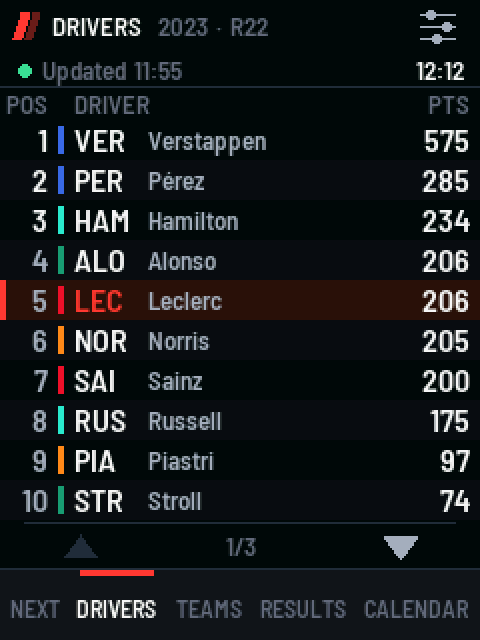 DRIVERS 2023 · R22
Updated 11:55 12:12
POS DRIVER PTS
1 VER Verstappen 575
2 PER Pérez 285
3 HAM Hamilton 234
4 ALO Alonso 206
5 LEC Leclerc 206
6 NOR Norris 205
7 SAI Sainz 200
8 RUS Russell 175
9 PIA Piastri 97
10 STR Stroll 74
1/3
NEXT DRIVERS TEAMS RESULTS CALENDAR